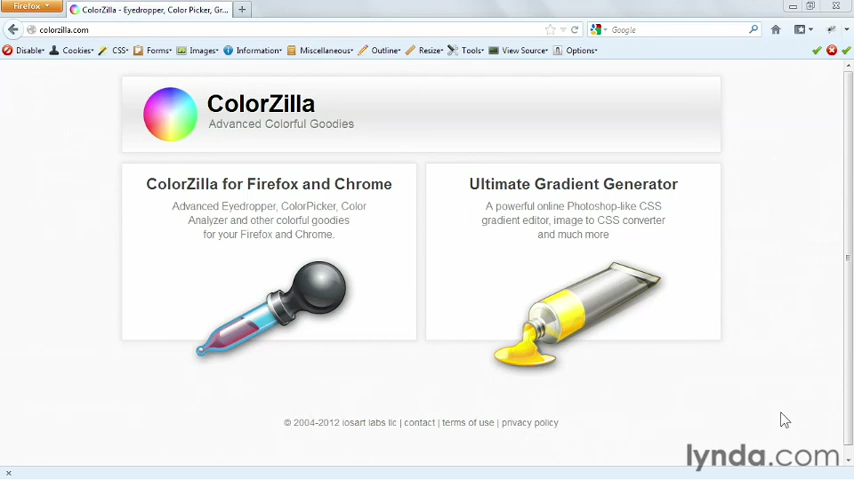 Firefox
ColorZilla - Eyedropper, Color Picker, Gr...
colorzilla.com
Google
Disable
Cookies
CSS
Forms
Images
Information
Miscellaneous
Outline
Resize
Tools
View Source
Options
ColorZilla
Advanced Colorful Goodies
ColorZilla for Firefox and Chrome
Advanced Eyedropper, ColorPicker, Color
Analyzer and other colorful goodies
for your Firefox and Chrome.
Ultimate Gradient Generator
A powerful online Photoshop-like CSS
gradient editor, image to CSS converter
and much more
© 2004-2012 iosart labs llc | contact | terms of use | privacy policy
lynda.com